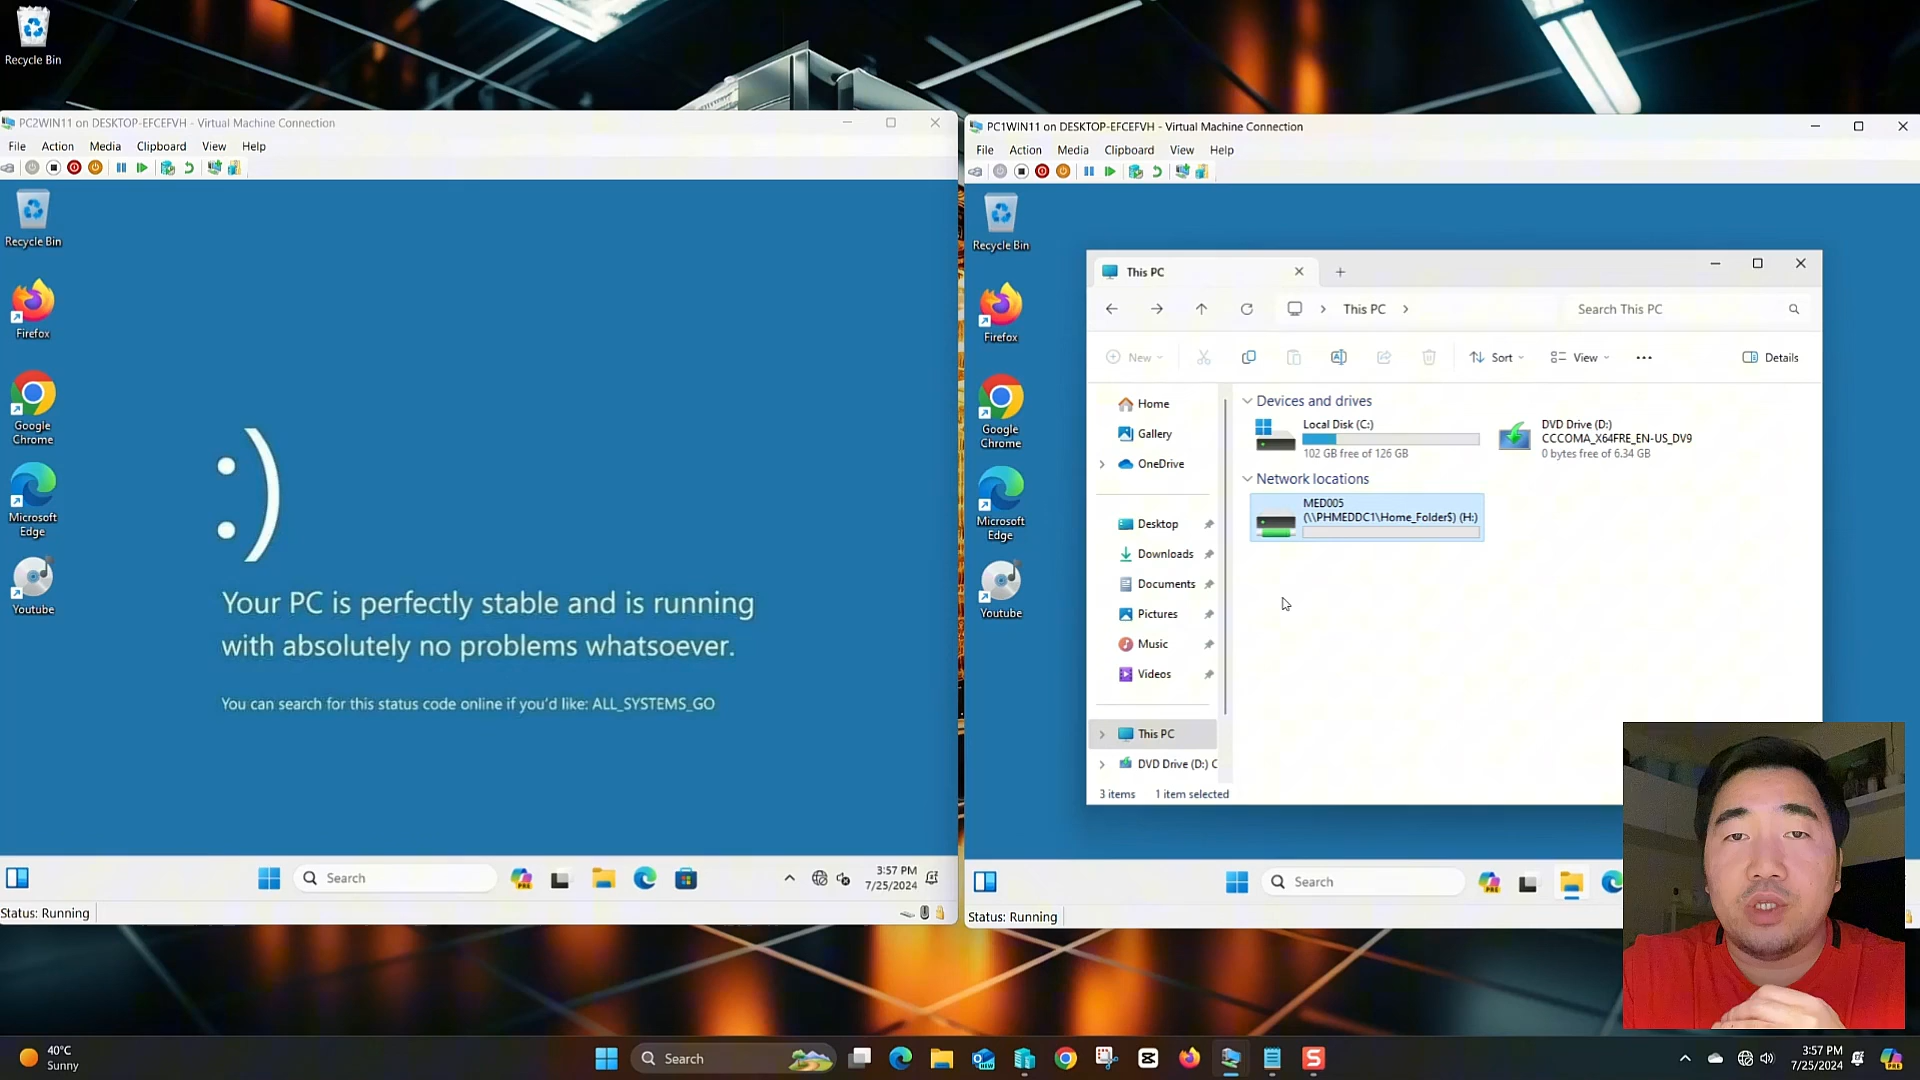 Recycle Bin
PC2WIN11 on DESKTOP-EFCEFVH - Virtual Machine Connection
File Action Media Clipboard View Help
Recycle Bin
Firefox
Google
Chrome
Microsoft
Edge
Youtube
:)
Your PC is perfectly stable and is running
with absolutely no problems whatsoever.
You can search for this status code online if you'd like: ALL_SYSTEMS_GO
Search
PRE
3:57 PM
7/25/2024
Status: Running
PC1WIN11 on DESKTOP-EFCEFVH - Virtual Machine Connection
File Action Media Clipboard View Help
Recycle Bin
Firefox
Google
Chrome
Microsoft
Edge
Youtube
This PC
This PC
Search This PC
New
Sort
View
Details
Home
Gallery
OneDrive
Desktop
Downloads
Documents
Pictures
Music
Videos
This PC
DVD Drive (D:) C
Devices and drives
Local Disk (C:)
102 GB free of 126 GB
DVD Drive (D:)
CCCOMA_X64FRE_EN-US_DV9
0 bytes free of 6.34 GB
Network locations
MED005
(\\PHMEDDC1\Home_Folder$) (H:)
3 items 1 item selected
Search
PRE
Status: Running
40°C
Sunny
Search
NEW
S
3:57 PM
7/25/2024
PRE